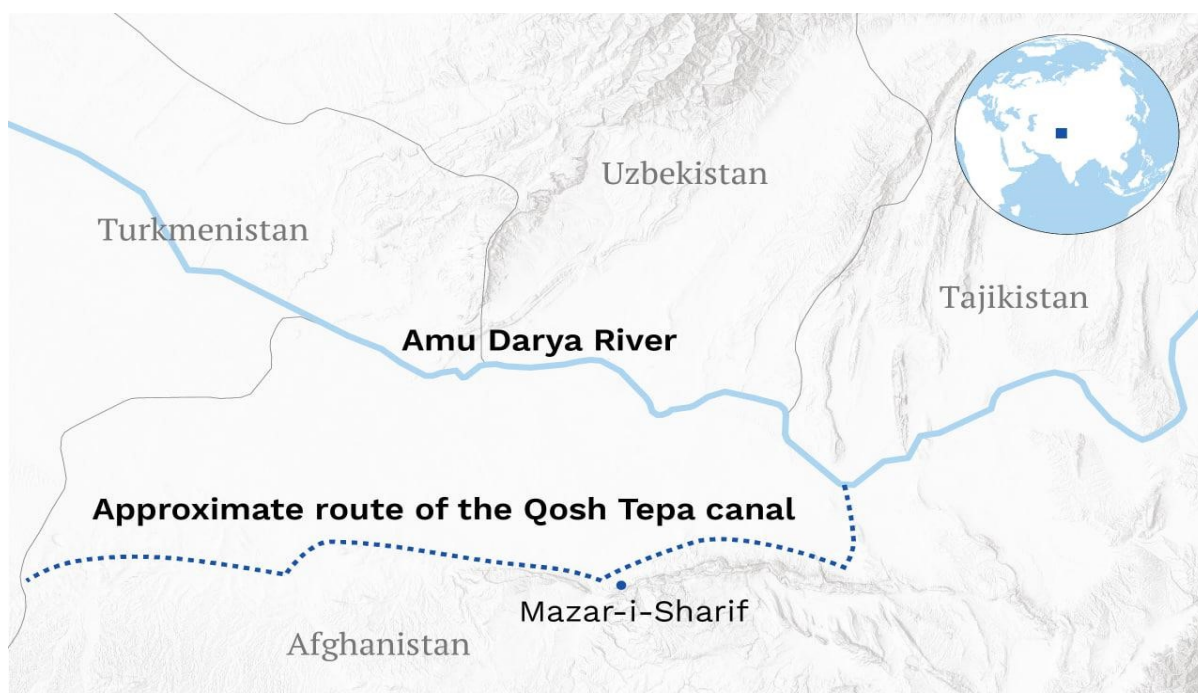 Uzbekistan
Turkmenistan
Tajikistan
Amu Darya River
Approximate route of the Qosh Tepa canal
Mazar-i-Sharif
Afghanistan